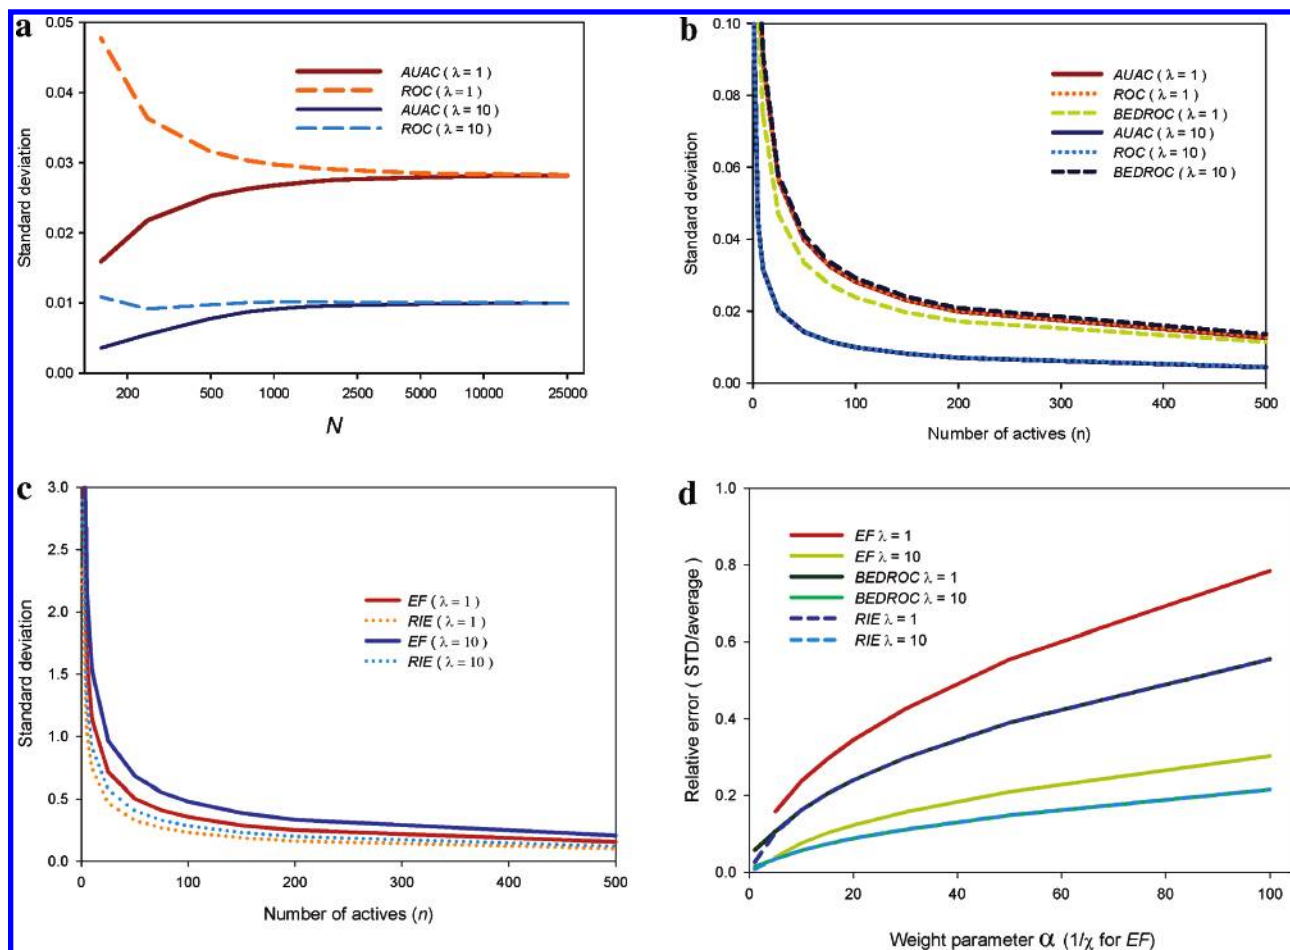 a
0.05
0.04
0.03
0.02
0.01
0.00
Standard deviation
AUAC ( λ = 1 )
ROC ( λ = 1 )
AUAC ( λ = 10 )
ROC ( λ = 10 )
200 500 1000 2500 5000 10000 25000
N
b
0.10
0.08
0.06
0.04
0.02
0.00
Standard deviation
AUAC ( λ = 1 )
ROC ( λ = 1 )
BEDROC ( λ = 1 )
AUAC ( λ = 10 )
ROC ( λ = 10 )
BEDROC ( λ = 10 )
0 100 200 300 400 500
Number of actives (n)
c
3.0
2.5
2.0
1.5
1.0
0.5
0.0
Standard deviation
EF ( λ = 1 )
RIE ( λ = 1 )
EF ( λ = 10 )
RIE ( λ = 10 )
0 100 200 300 400 500
Number of actives (n)
d
1.0
0.8
0.6
0.4
0.2
0.0
Relative error ( STD/average )
EF λ = 1
EF λ = 10
BEDROC λ = 1
BEDROC λ = 10
RIE λ = 1
RIE λ = 10
0 20 40 60 80 100
Weight parameter α (1/χ for EF)